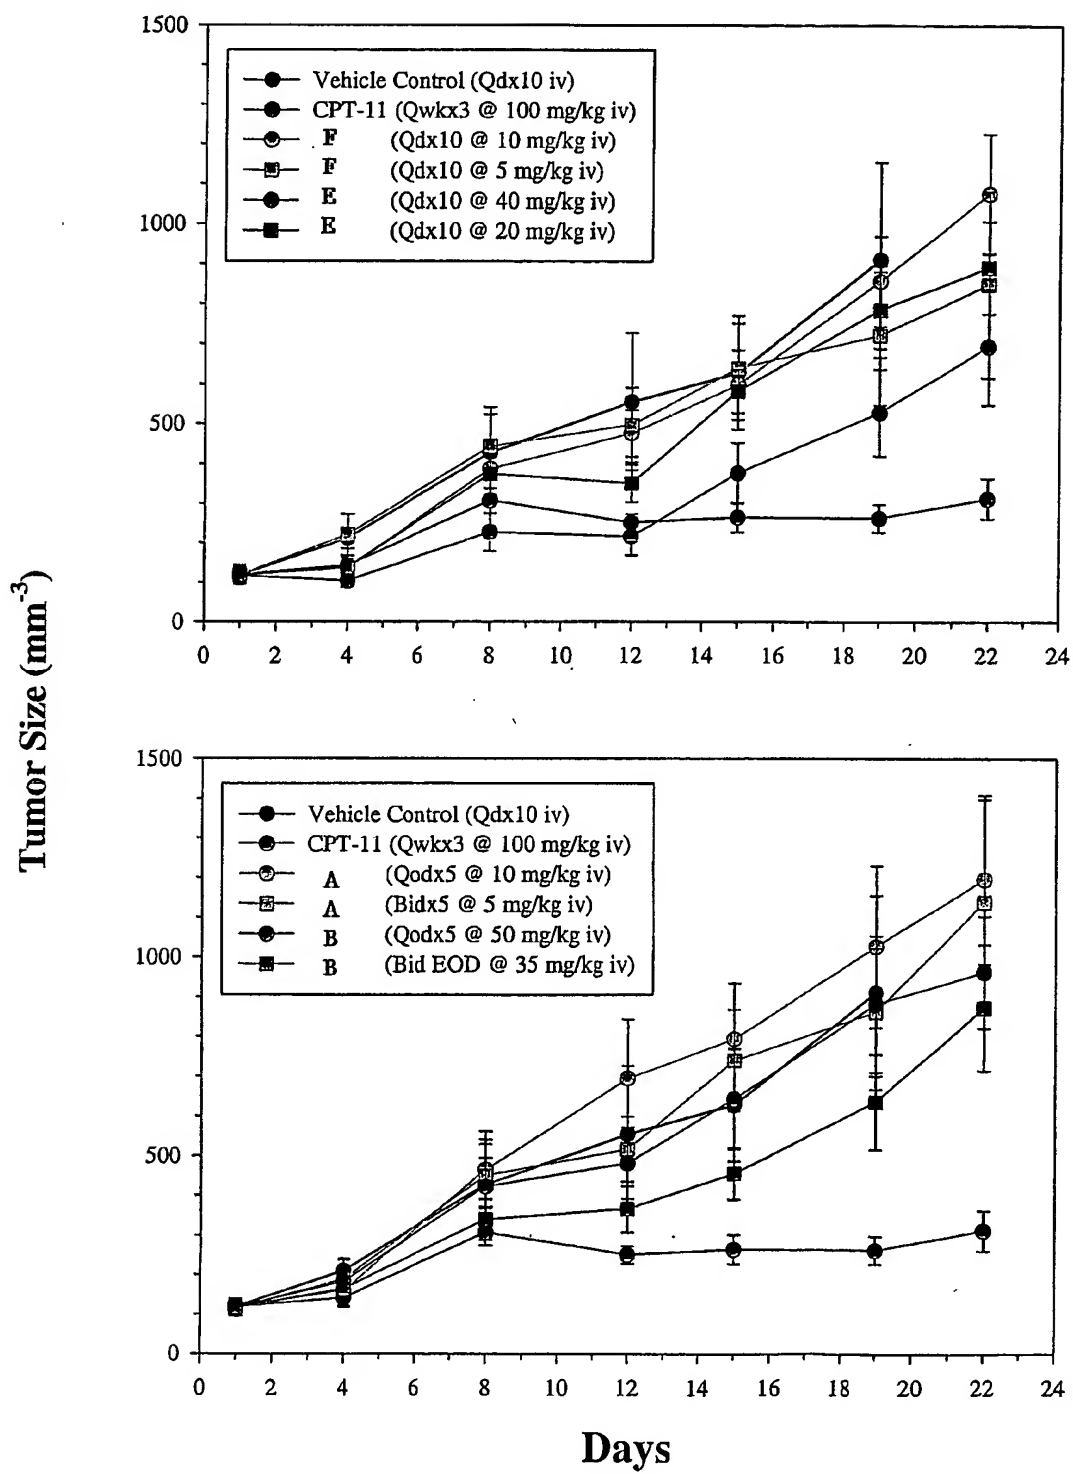 Tumor Size (mm-3)
1500
1000
500
0
Vehicle Control (Qdx10 iv)
CPT-11 (Qwkx3 @ 100 mg/kg iv)
F (Qdx10 @ 10 mg/kg iv)
F (Qdx10 @ 5 mg/kg iv)
E (Qdx10 @ 40 mg/kg iv)
E (Qdx10 @ 20 mg/kg iv)
0 2 4 6 8 10 12 14 16 18 20 22 24
1500
1000
500
0
Vehicle Control (Qdx10 iv)
CPT-11 (Qwkx3 @ 100 mg/kg iv)
A (Qodx5 @ 10 mg/kg iv)
A (Bidx5 @ 5 mg/kg iv)
B (Qodx5 @ 50 mg/kg iv)
B (Bid EOD @ 35 mg/kg iv)
0 2 4 6 8 10 12 14 16 18 20 22 24
Days